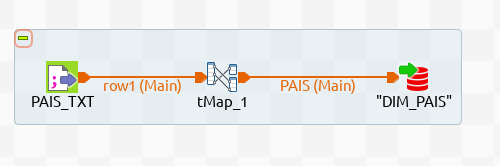 row1 (Main)
PAIS (Main)
PAIS_TXT
tMap_1
"DIM_PAIS"